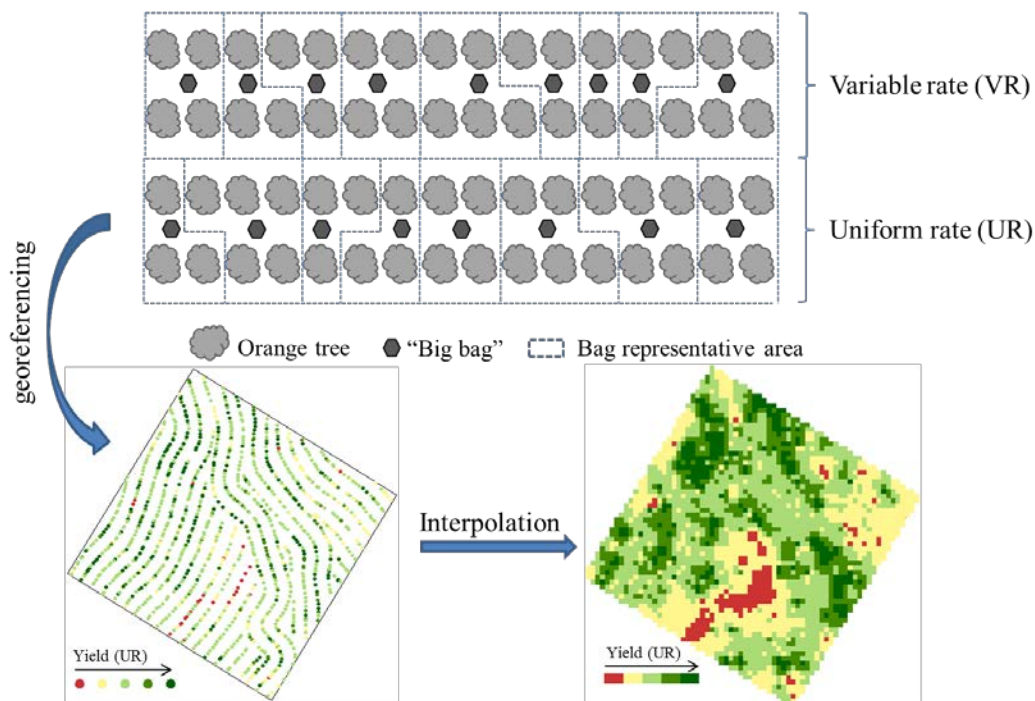 Variable rate (VR)
Uniform rate (UR)
georeferencing
Orange tree
“Big bag”
Bag representative area
Interpolation
Yield (UR)
Yield (UR)